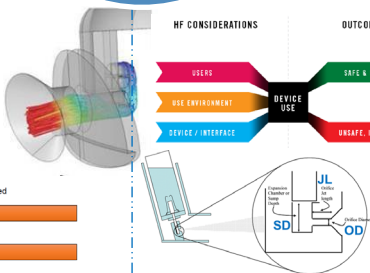 HF CONSIDERATIONS
OUTCO
USERS
SAFE &
USE ENVIRONMENT
DEVICE
USE
DEVICE / INTERFACE
UNSAFE,
ed
JL
Expansion
Chamber or
Sump
Depth
Orifice
Jet
length
SD
Orifice Diame
OD